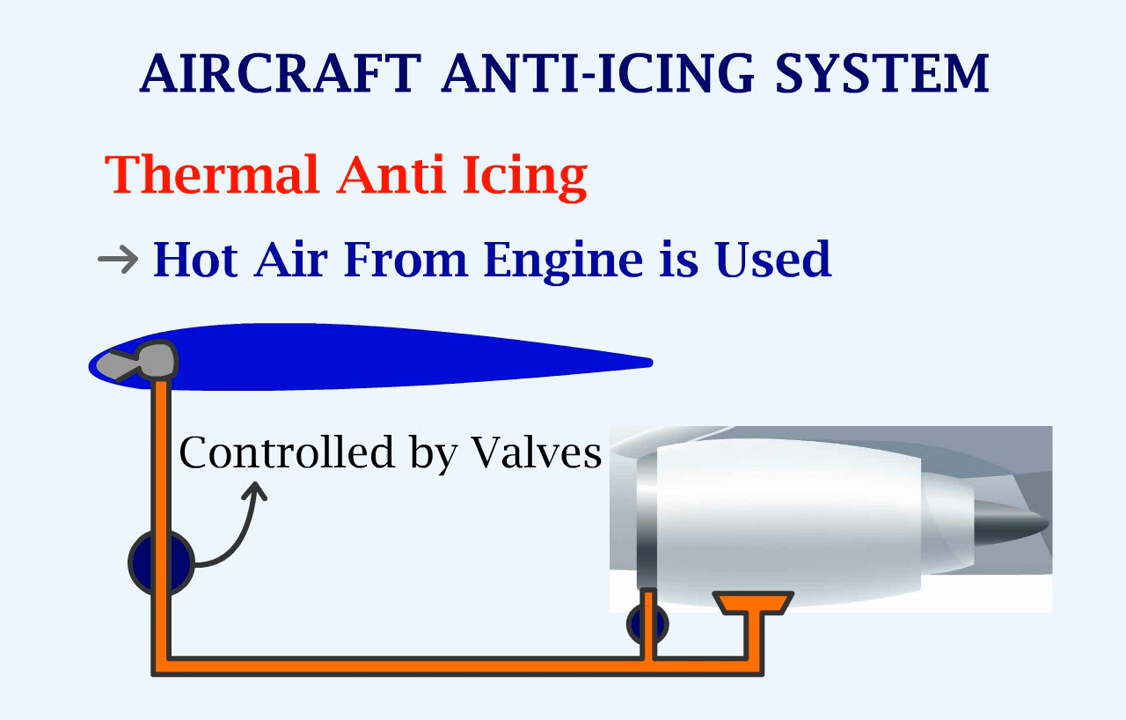 AIRCRAFT ANTI-ICING SYSTEM
Thermal Anti Icing
→ Hot Air From Engine is Used
Controlled by Valves